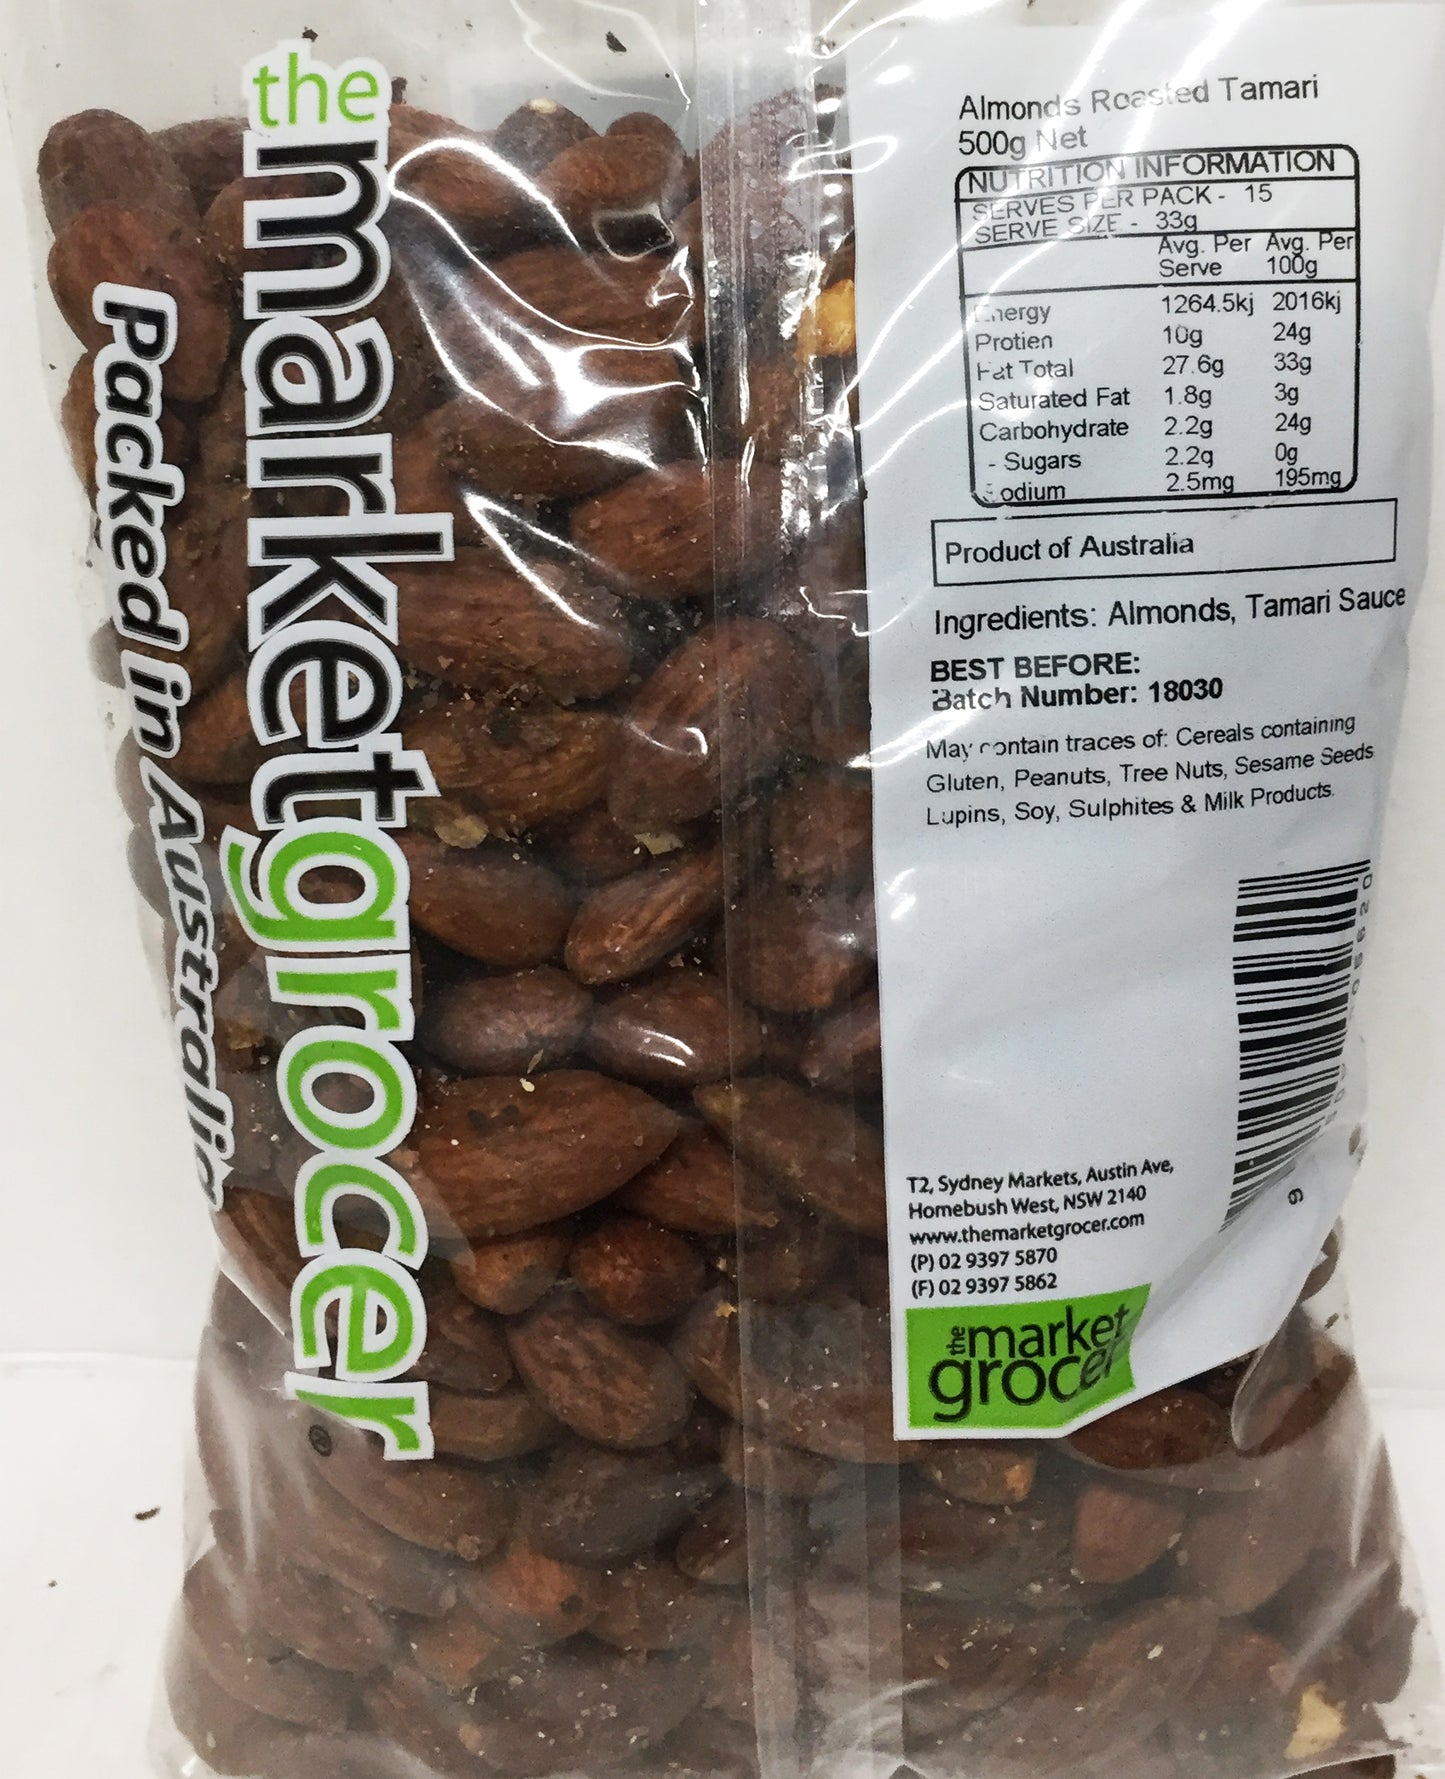 the
marketgrocer
Packed in Australia
Almonds Roasted Tamari
500g Net
NUTRITION INFORMATION
SERVES PER PACK - 15
SERVE SIZE - 33g
Avg. Per Avg. Per
Serve 100g
Energy 1264.5kj 2016kj
Protien 10g 24g
Fat Total 27.6g 33g
Saturated Fat 1.8g 3g
Carbohydrate 2.2g 24g
- Sugars 2.2g 0g
Sodium 2.5mg 195mg
Product of Australia
Ingredients: Almonds, Tamari Sauce
BEST BEFORE:
Batch Number: 18030
May contain traces of: Cereals containing
Gluten, Peanuts, Tree Nuts, Sesame Seeds
Lupins, Soy, Sulphites & Milk Products.
T2, Sydney Markets, Austin Ave,
Homebush West, NSW 2140
www.themarketgrocer.com
(P) 02 9397 5870
(F) 02 9397 5862
the market
grocer